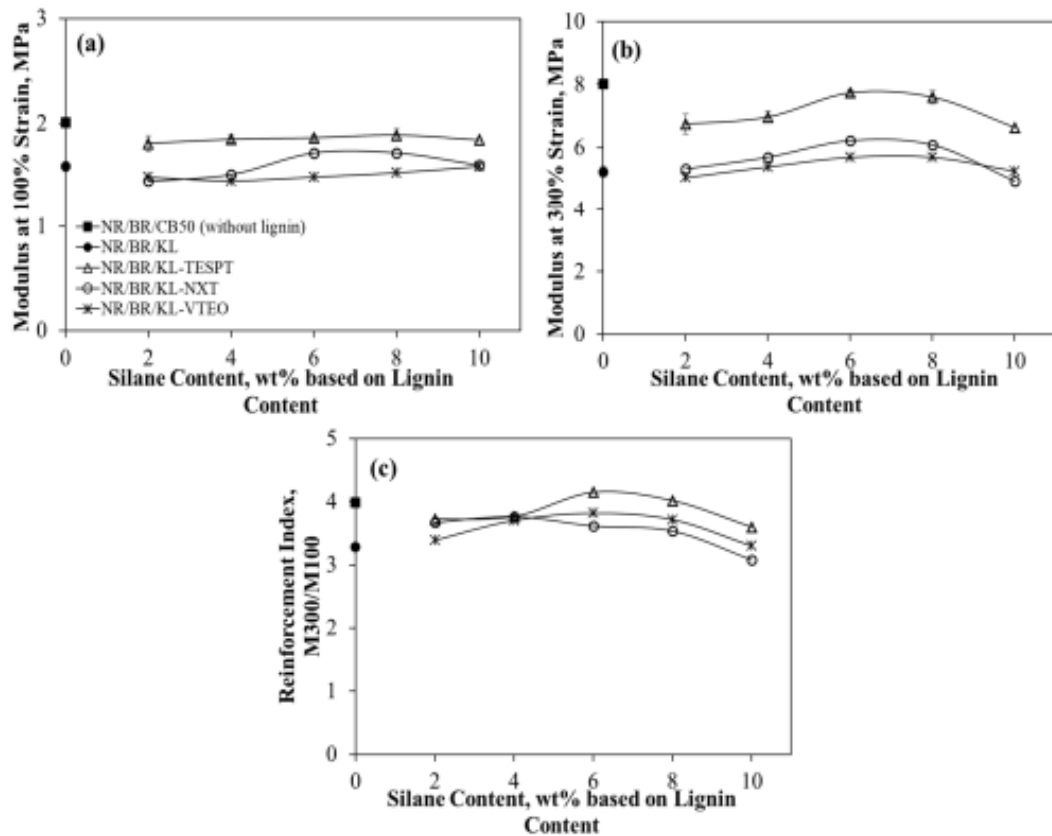 (a)
Modulus at 100% Strain, MPa
3
2
1
0
NR/BR/CB50 (without lignin)
NR/BR/KL
NR/BR/KL-TESPT
NR/BR/KL-NXT
NR/BR/KL-VTEO
0 2 4 6 8 10
Silane Content, wt% based on Lignin
Content
(b)
Modulus at 300% Strain, MPa
10
8
6
4
2
0
0 2 4 6 8 10
Silane Content, wt% based on Lignin
Content
(c)
Reinforcement Index,
M300/M100
5
4
3
2
1
0
0 2 4 6 8 10
Silane Content, wt% based on Lignin
Content